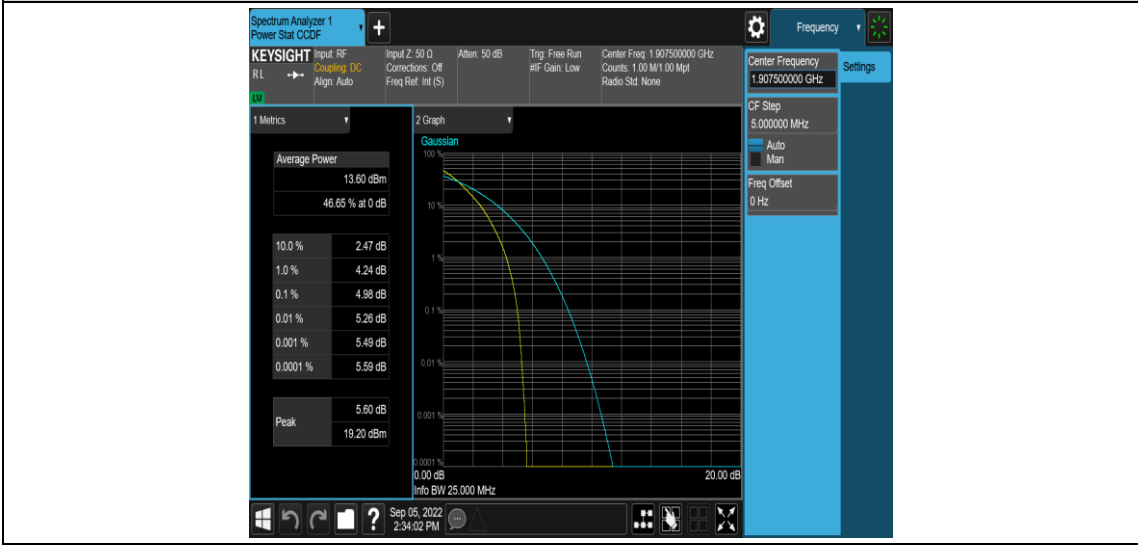 Spectrum Analyzer 1
Power Stat CCDF
+
Frequency
KEYSIGHT
RL
LM
Input: RF
Coupling: DC
Align: Auto
Input Z: 50 Ω
Corrections: Off
Freq Ref: Int (S)
Atten: 50 dB
Trig: Free Run
#IF Gain: Low
Center Freq: 1.907500000 GHz
Counts: 1.00 M/1.00 Mpt
Radio Std: None
Center Frequency
1.907500000 GHz
Settings
CF Step
5.000000 MHz
Auto
Man
Freq Offset
0 Hz
1 Metrics
Average Power
13.60 dBm
46.65 % at 0 dB
10.0 % 2.47 dB
1.0 % 4.24 dB
0.1 % 4.98 dB
0.01 % 5.26 dB
0.001 % 5.49 dB
0.0001 % 5.59 dB
Peak
5.60 dB
19.20 dBm
2 Graph
Gaussian
100 %
10 %
1 %
0.1 %
0.01 %
0.001 %
0.0001 %
0.00 dB
20.00 dB
Info BW 25.000 MHz
?
Sep 05, 2022
2:34:02 PM